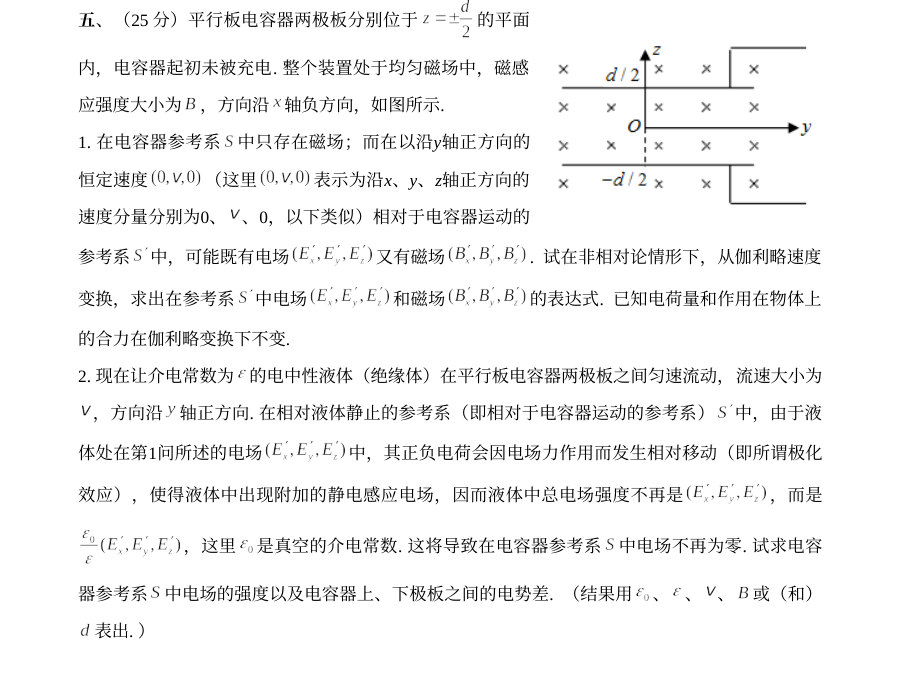 五、（25 分）平行板电容器两极板分别位于 z = ± d/2 的平面
内，电容器起初未被充电. 整个装置处于均匀磁场中，磁感
应强度大小为 B ，方向沿 x 轴负方向，如图所示.
1. 在电容器参考系 S 中只存在磁场；而在以沿y轴正方向的
恒定速度 (0,v,0)（这里 (0,v,0) 表示为沿x、y、z轴正方向的
速度分量分别为0、v、0，以下类似）相对于电容器运动的
参考系 S′ 中，可能既有电场 (E′x, E′y, E′z) 又有磁场 (B′x, B′y, B′z) . 试在非相对论情形下，从伽利略速度
变换，求出在参考系 S′ 中电场 (E′x, E′y, E′z) 和磁场 (B′x, B′y, B′z) 的表达式. 已知电荷量和作用在物体上
的合力在伽利略变换下不变.
2. 现在让介电常数为 ε 的电中性液体（绝缘体）在平行板电容器两极板之间匀速流动，流速大小为
v，方向沿 y 轴正方向. 在相对液体静止的参考系（即相对于电容器运动的参考系）S′ 中，由于液
体处在第1问所述的电场 (E′x, E′y, E′z) 中，其正负电荷会因电场力作用而发生相对移动（即所谓极化
效应），使得液体中出现附加的静电感应电场，因而液体中总电场强度不再是 (E′x, E′y, E′z)，而是
ε0/ε (E′x, E′y, E′z)，这里 ε0 是真空的介电常数. 这将导致在电容器参考系 S 中电场不再为零. 试求电容
器参考系 S 中电场的强度以及电容器上、下极板之间的电势差. （结果用 ε0、ε、v、B 或（和）
d 表出. ）
z
d / 2
O
y
−d / 2